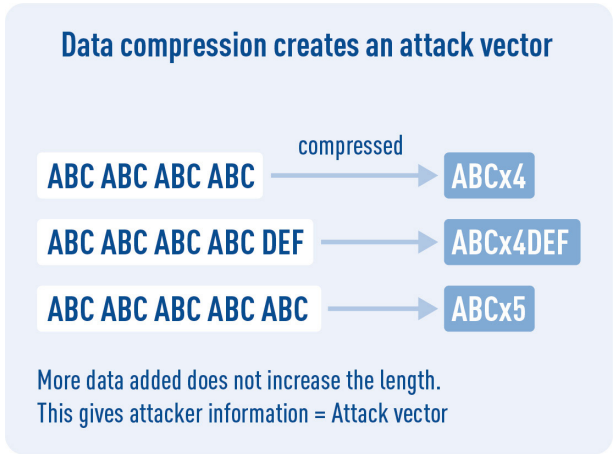 Data compression creates an attack vector
compressed
ABC ABC ABC ABC ABCx4
ABC ABC ABC ABC DEF ABCx4DEF
ABC ABC ABC ABC ABC ABCx5
More data added does not increase the length.
This gives attacker information = Attack vector